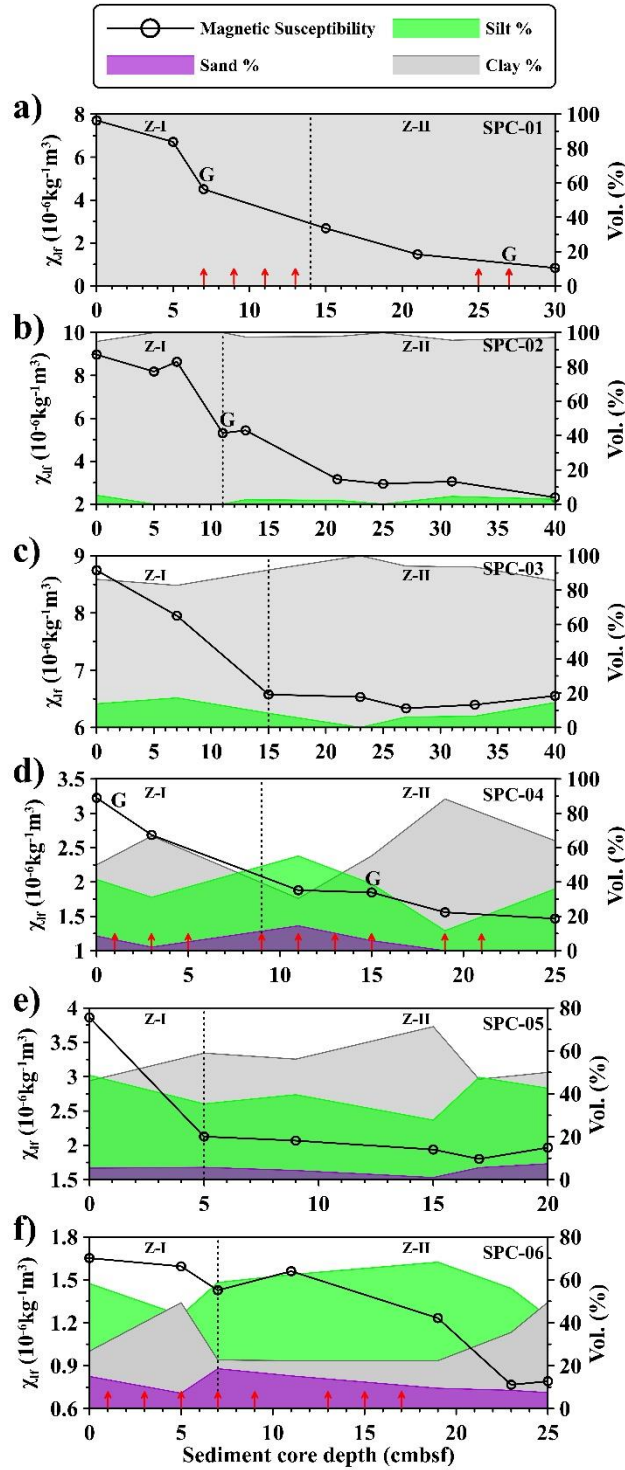 Magnetic Susceptibility Silt %
Sand % Clay %
a) 8 Z-I Z-II SPC-01 100
χlf (10⁻⁶kg⁻¹m³) Vol. (%)
6 80
G
4 60
40
2 G 20
0 0
0 5 10 15 20 25 30
b) 10 Z-I Z-II SPC-02 100
χlf (10⁻⁶kg⁻¹m³) Vol. (%)
8 80
6 G 60
40
4 20
2 0
0 5 10 15 20 25 30 35 40
c) 9 Z-I Z-II SPC-03 100
χlf (10⁻⁶kg⁻¹m³) Vol. (%)
8 80
60
7 40
20
6 0
0 5 10 15 20 25 30 35 40
d) 3.5 Z-I Z-II SPC-04 100
χlf (10⁻⁶kg⁻¹m³) Vol. (%)
3 G 80
2.5 60
2 G 40
1.5 20
1 0
0 5 10 15 20 25
e) 4 Z-I Z-II SPC-05 80
χlf (10⁻⁶kg⁻¹m³) Vol. (%)
3.5 60
3
2.5 40
2 20
1.5 0
0 5 10 15 20
f) 1.8 Z-I Z-II SPC-06 80
χlf (10⁻⁶kg⁻¹m³) Vol. (%)
1.5 60
1.2 40
0.9 20
0.6 0
0 5 10 15 20 25
Sediment core depth (cmbsf)